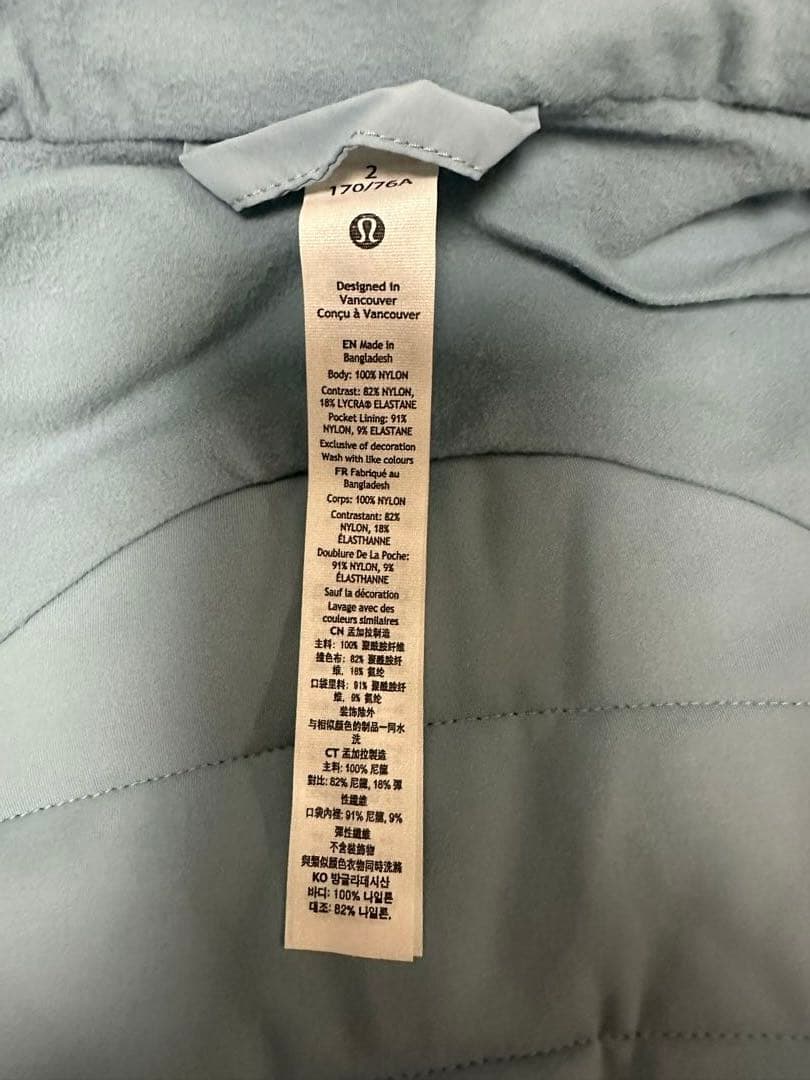 2
170/76A
Designed in
Vancouver
Conçu à Vancouver
EN Made in
Bangladesh
Body: 100% NYLON
Contrast: 82% NYLON,
18% LYCRA® ELASTANE
Pocket Lining: 91%
NYLON, 9% ELASTANE
Exclusive of decoration
Wash with like colours
FR Fabriqué au
Bangladesh
Corps: 100% NYLON
Contrastant: 82%
NYLON, 18%
ÉLASTHANNE
Doublure De La Poche:
91% NYLON, 9%
ÉLASTHANNE
Sauf la décoration
Lavage avec des
couleurs similaires
CN 孟加拉制造
主料: 100% 聚酰胺纤维
撞色布: 82% 聚酰胺纤
维, 18% 氨纶
口袋里料: 91% 聚酰胺纤
维, 9% 氨纶
装饰除外
与相似颜色的制品一同水
洗
CT 孟加拉製造
主料: 100% 尼龍
對比: 82% 尼龍, 18% 彈
性纖維
口袋內裡: 91% 尼龍, 9%
彈性纖維
不含裝飾物
與類似顏色衣物同時洗滌
KO 방글라데시산
바디: 100% 나일론
대조: 82% 나일론,